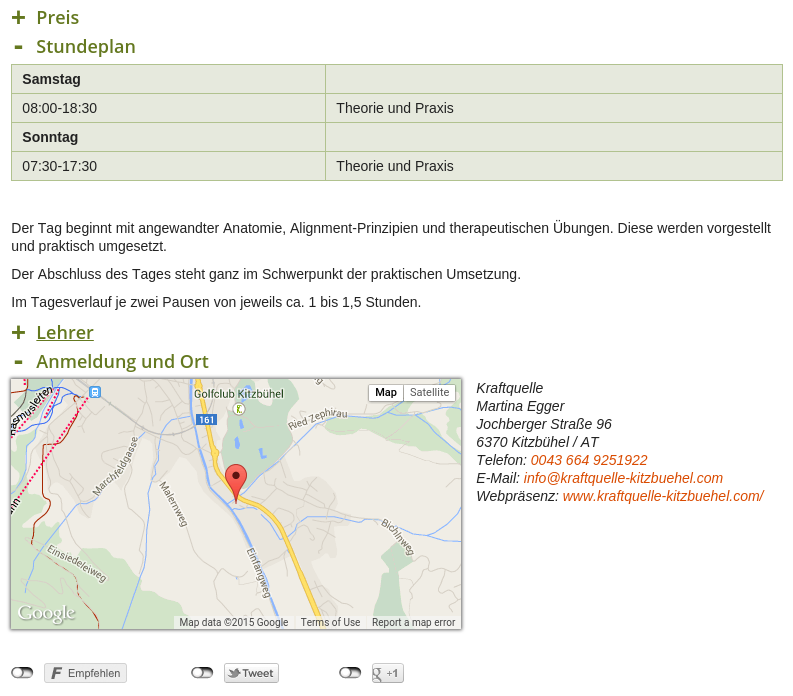 + Preis
- Stundeplan
Samstag
08:00-18:30 Theorie und Praxis
Sonntag
07:30-17:30 Theorie und Praxis
Der Tag beginnt mit angewandter Anatomie, Alignment-Prinzipien und therapeutischen Übungen. Diese werden vorgestellt
und praktisch umgesetzt.
Der Abschluss des Tages steht ganz im Schwerpunkt der praktischen Umsetzung.
Im Tagesverlauf je zwei Pausen von jeweils ca. 1 bis 1,5 Stunden.
+ Lehrer
- Anmeldung und Ort
Golfclub Kitzbühel
Map Satellite
161
Ried Zephirau
Marchfeldgasse
Malernweg
Bichlnweg
Einsiedeleiweg
Einfangweg
Google
Map data ©2015 Google Terms of Use Report a map error
Kraftquelle
Martina Egger
Jochberger Straße 96
6370 Kitzbühel / AT
Telefon: 0043 664 9251922
E-Mail: info@kraftquelle-kitzbuehel.com
Webpräsenz: www.kraftquelle-kitzbuehel.com/
F Empfehlen
Tweet
g +1